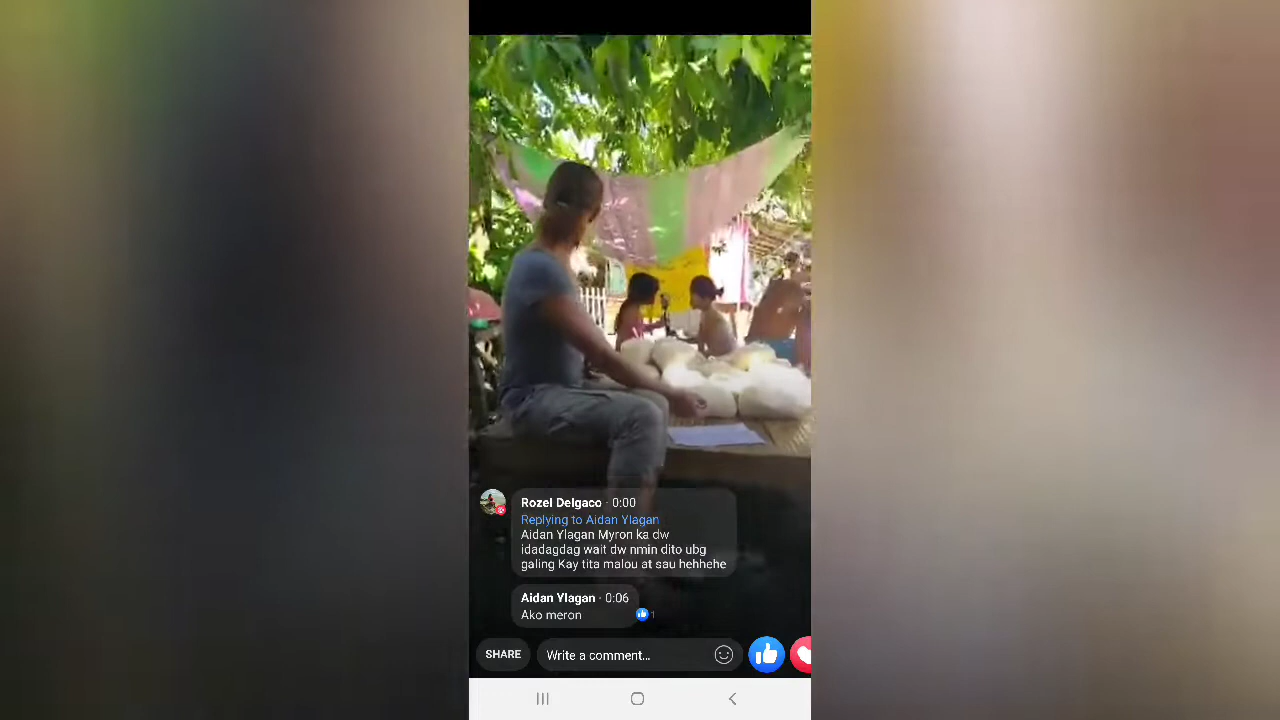 Rozel Delgaco · 0:00
Replying to Aidan Ylagan
Aidan Ylagan Myron ka dw
idadagdag wait dw nmin dito ubg
galing Kay tita malou at sau hehhehe
Aidan Ylagan · 0:06
Ako meron
1
SHARE
Write a comment...